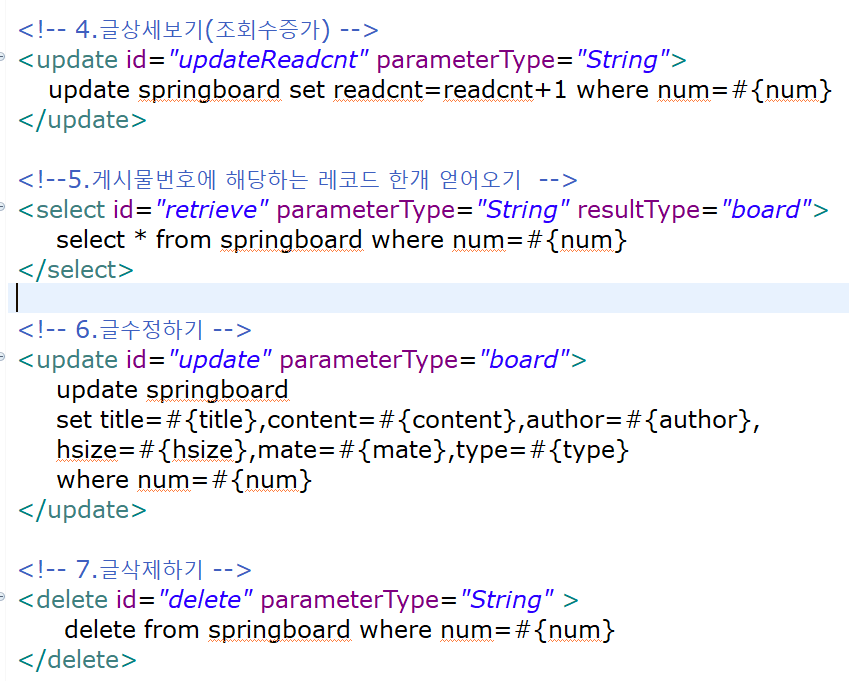 <!-- 4.글상세보기(조회수증가) -->
<update id="updateReadcnt" parameterType="String">
update springboard set readcnt=readcnt+1 where num=#{num}
</update>
<!--5.게시물번호에 해당하는 레코드 한개 얻어오기  -->
<select id="retrieve" parameterType="String" resultType="board">
select * from springboard where num=#{num}
</select>
<!-- 6.글수정하기 -->
<update id="update" parameterType="board">
update springboard
set title=#{title},content=#{content},author=#{author},
hsize=#{hsize},mate=#{mate},type=#{type}
where num=#{num}
</update>
<!-- 7.글삭제하기 -->
<delete id="delete" parameterType="String" >
delete from springboard where num=#{num}
</delete>